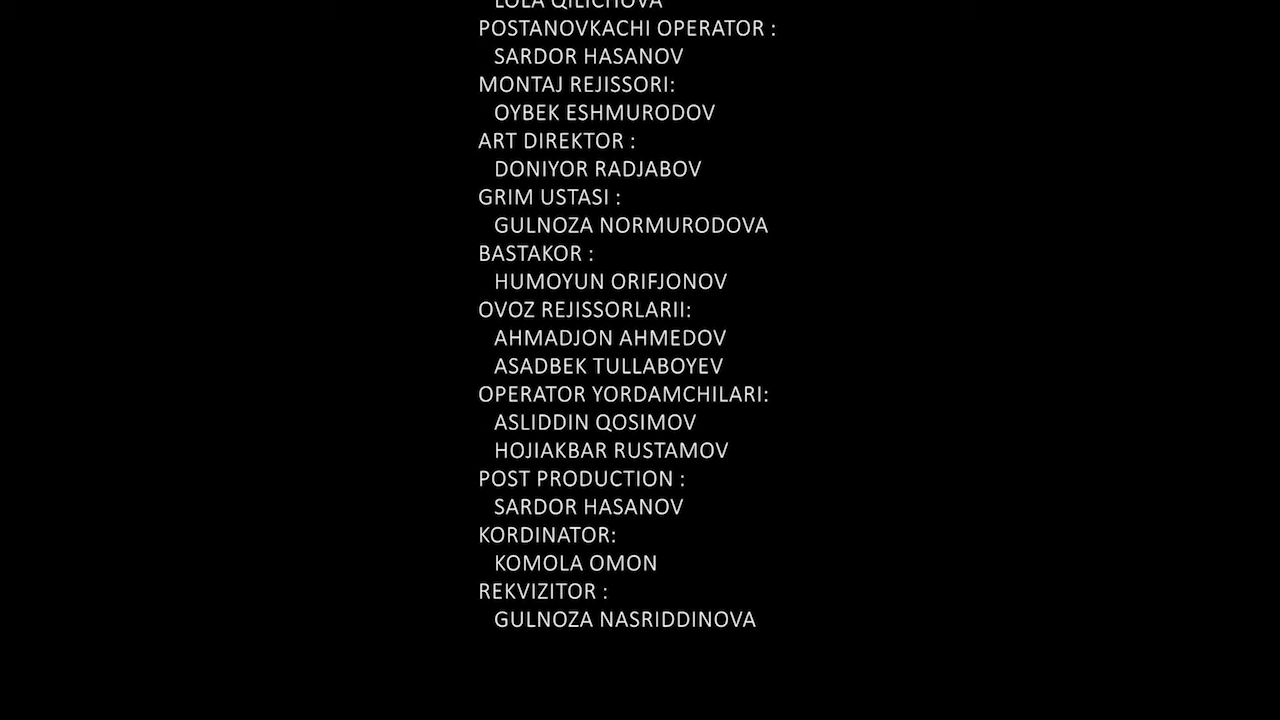 LOLA QILICHOVA
POSTANOVKACHI OPERATOR :
SARDOR HASANOV
MONTAJ REJISSORI:
OYBEK ESHMURODOV
ART DIREKTOR :
DONIYOR RADJABOV
GRIM USTASI :
GULNOZA NORMURODOVA
BASTAKOR :
HUMOYUN ORIFJONOV
OVOZ REJISSORLARII:
AHMADJON AHMEDOV
ASADBEK TULLABOYEV
OPERATOR YORDAMCHILARI:
ASLIDDIN QOSIMOV
HOJIAKBAR RUSTAMOV
POST PRODUCTION :
SARDOR HASANOV
KORDINATOR:
KOMOLA OMON
REKVIZITOR :
GULNOZA NASRIDDINOVA